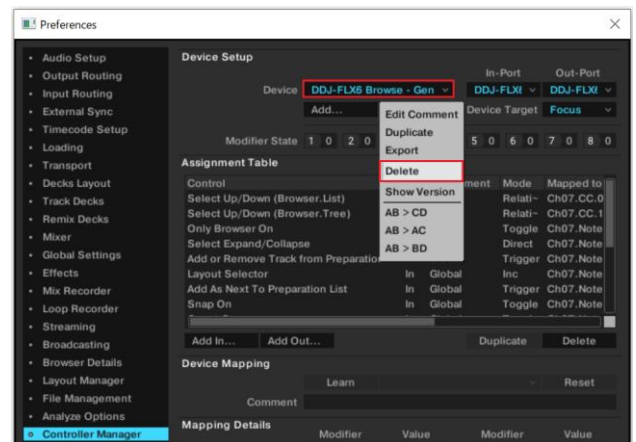 Preferences
Audio Setup
Output Routing
Input Routing
External Sync
Timecode Setup
Loading
Transport
Decks Layout
Track Decks
Remix Decks
Mixer
Global Settings
Effects
Mix Recorder
Loop Recorder
Streaming
Broadcasting
Browser Details
Layout Manager
File Management
Analyze Options
Controller Manager
Device Setup
In-Port Out-Port
Device DDJ-FLX6 Browse - Gen DDJ-FLX6 DDJ-FLX6
Add... Device Target Focus
Modifier State 1 0 2 0 5 0 6 0 7 0 8 0
Edit Comment
Duplicate
Export
Delete
Show Version
AB > CD
AB > AC
AB > BD
Assignment Table
Control Mode Mapped to
Select Up/Down (Browser.List) Relati~ Ch07.CC.0
Select Up/Down (Browser.Tree) Relati~ Ch07.CC.1
Only Browser On Toggle Ch07.Note
Select Expand/Collapse Direct Ch07.Note
Add or Remove Track from Preparation Trigger Ch07.Note
Layout Selector In Global Inc Ch07.Note
Add As Next To Preparation List In Global Trigger Ch07.Note
Snap On In Global Toggle Ch07.Note
Add In... Add Out... Duplicate Delete
Device Mapping
Learn Reset
Comment
Mapping Details
Modifier Value Modifier Value